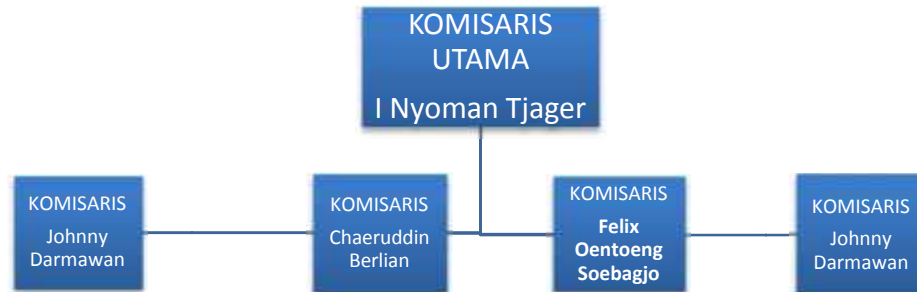 KOMISARIS
UTAMA
I Nyoman Tjager
KOMISARIS
Johnny
Darmawan
KOMISARIS
Chaeruddin
Berlian
KOMISARIS
Felix
Oentoeng
Soebagjo
KOMISARIS
Johnny
Darmawan